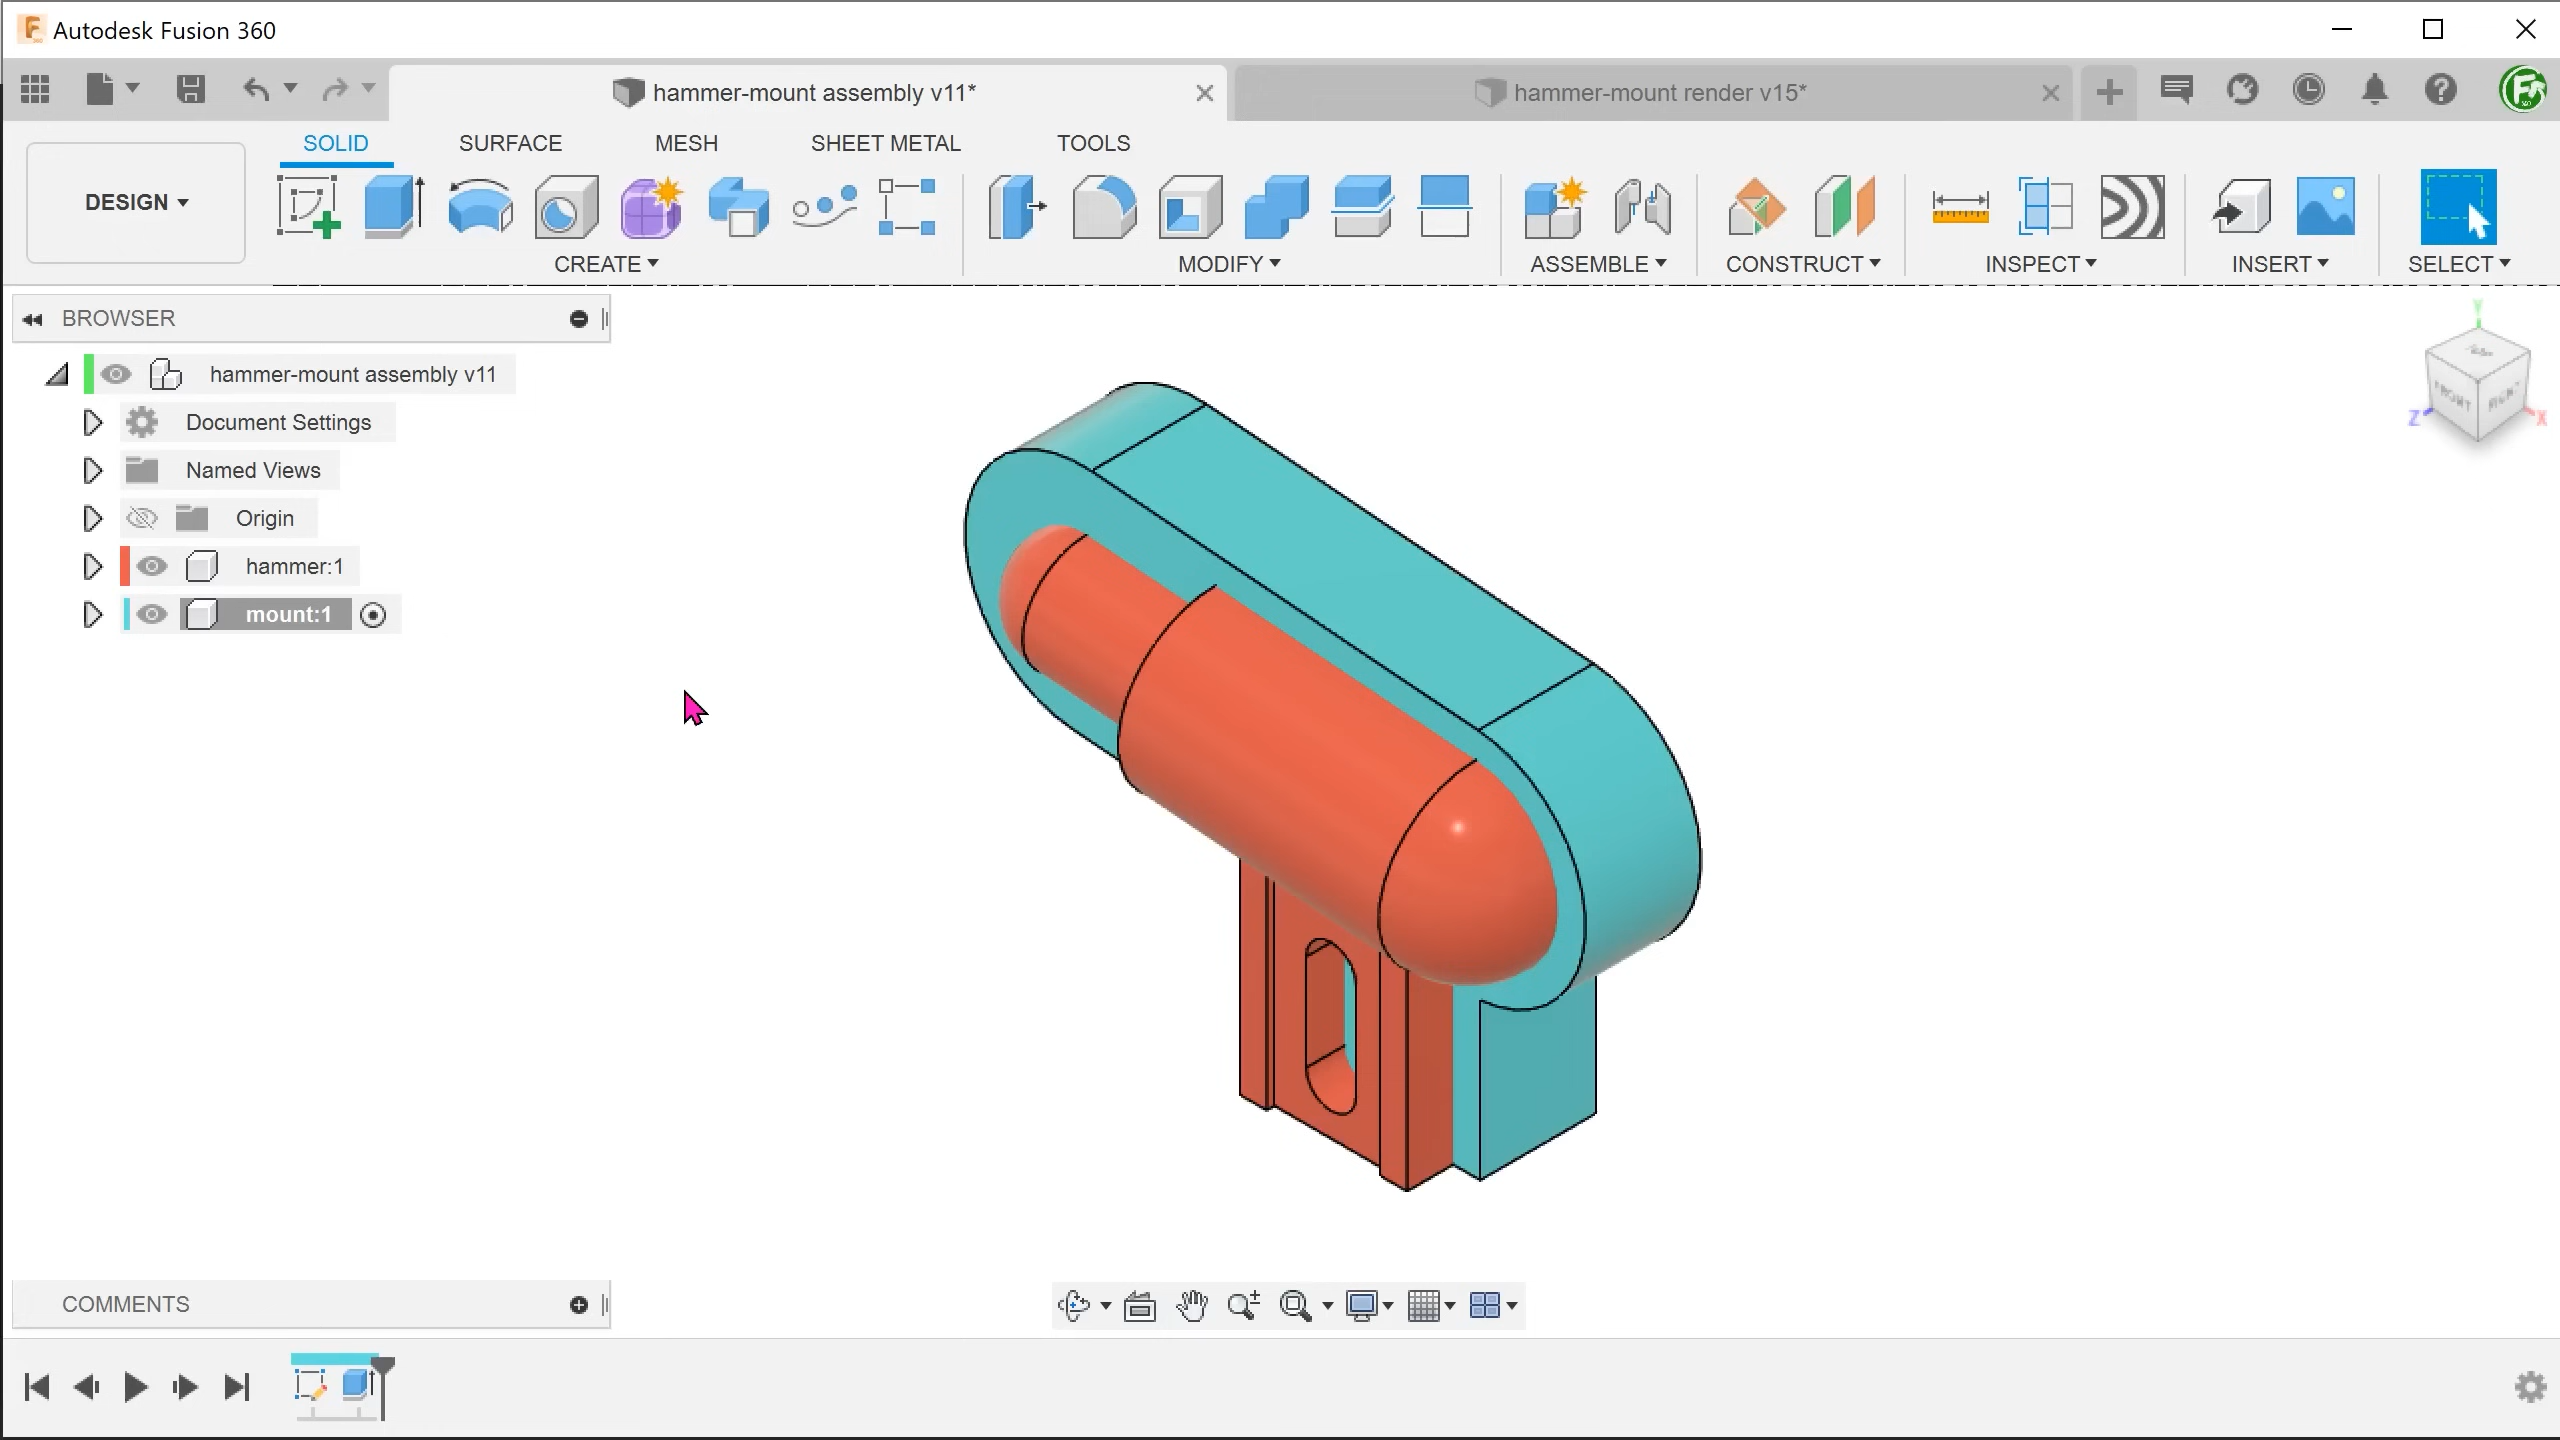 Autodesk Fusion 360
hammer-mount assembly v11*
hammer-mount render v15*
SOLID
SURFACE
MESH
SHEET METAL
TOOLS
DESIGN
CREATE
MODIFY
ASSEMBLE
CONSTRUCT
INSPECT
INSERT
SELECT
BROWSER
hammer-mount assembly v11
Document Settings
Named Views
Origin
hammer:1
mount:1
Y
FRONT
RIGHT
Z
X
COMMENTS